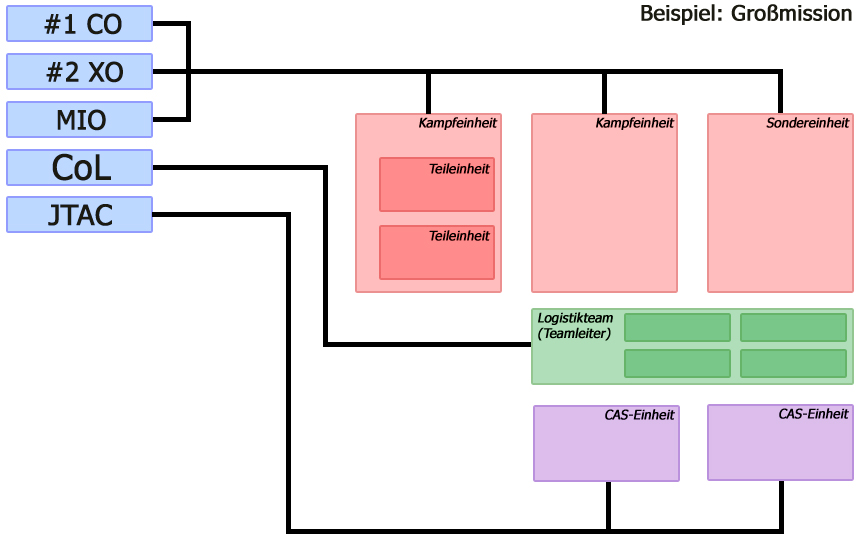 Beispiel: Großmission
#1 CO
#2 XO
MIO
CoL
JTAC
Kampfeinheit
Teileinheit
Teileinheit
Kampfeinheit
Sondereinheit
Logistikteam
(Teamleiter)
CAS-Einheit
CAS-Einheit